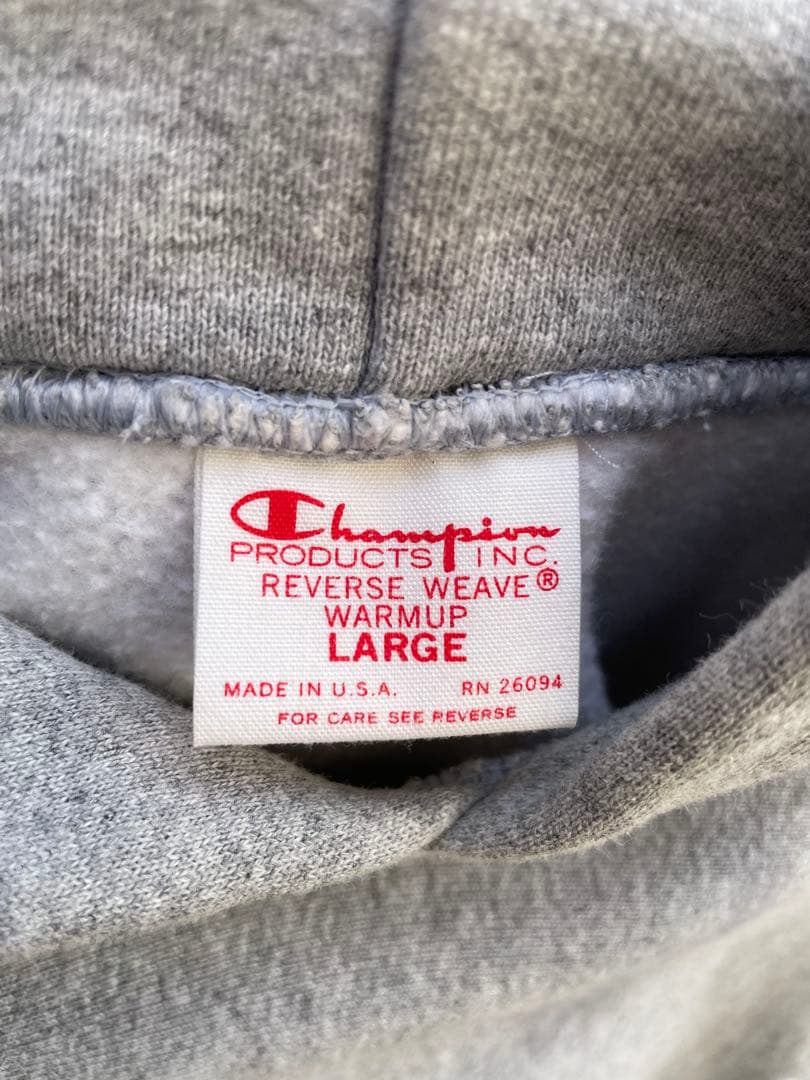 Champion
PRODUCTS INC.
REVERSE WEAVE®
WARMUP
LARGE
MADE IN U.S.A. RN 26094
FOR CARE SEE REVERSE